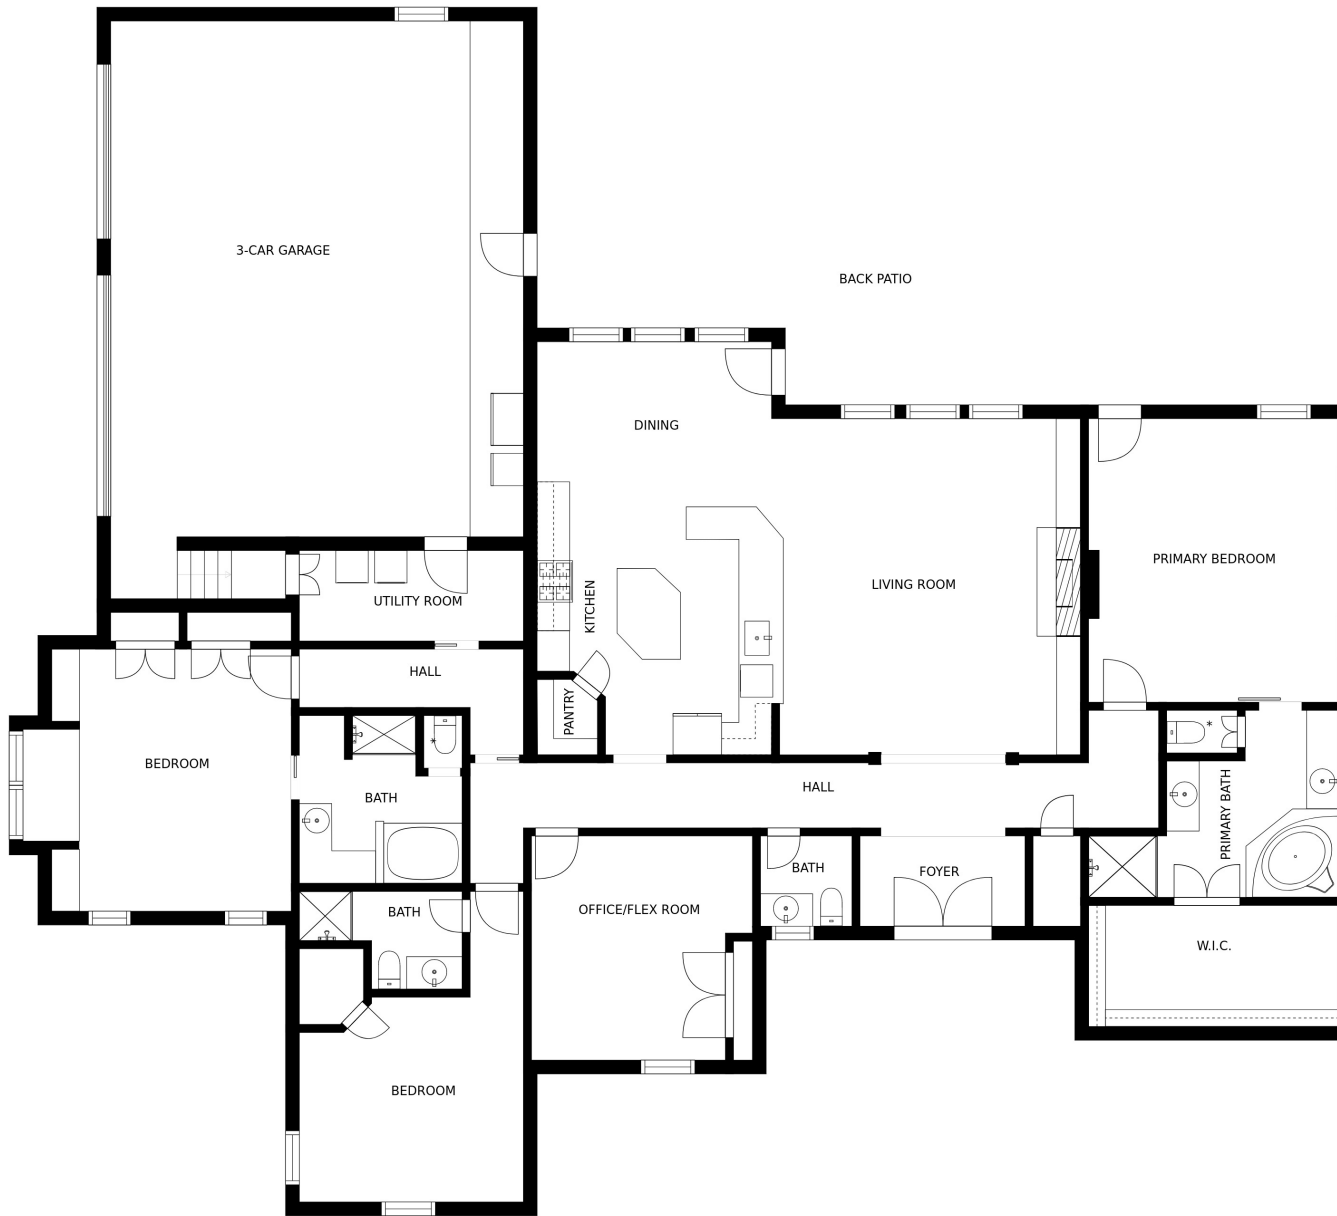 3-CAR GARAGE
BACK PATIO
DINING
PRIMARY BEDROOM
LIVING ROOM
UTILITY ROOM
KITCHEN
HALL
PANTRY
BEDROOM
BATH
HALL
PRIMARY BATH
BATH
FOYER
OFFICE/FLEX ROOM
BATH
W.I.C.
BEDROOM